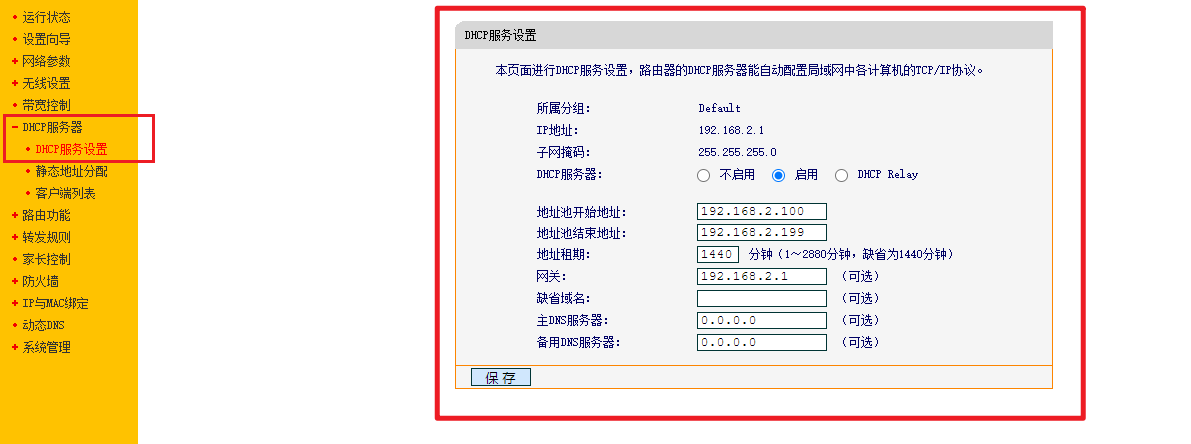 运行状态
设置向导
网络参数
无线设置
带宽控制
DHCP服务器
DHCP服务设置
静态地址分配
客户端列表
路由功能
转发规则
家长控制
防火墙
IP与MAC绑定
动态DNS
系统管理
DHCP服务设置
本页面进行DHCP服务设置，路由器的DHCP服务器能自动配置局域网中各计算机的TCP/IP协议。
所属分组： Default
IP地址： 192.168.2.1
子网掩码： 255.255.255.0
DHCP服务器： 不启用 启用 DHCP Relay
地址池开始地址： 192.168.2.100
地址池结束地址： 192.168.2.199
地址租期： 1440 分钟（1～2880分钟，缺省为1440分钟）
网关： 192.168.2.1 （可选）
缺省域名： （可选）
主DNS服务器： 0.0.0.0 （可选）
备用DNS服务器： 0.0.0.0 （可选）
保 存